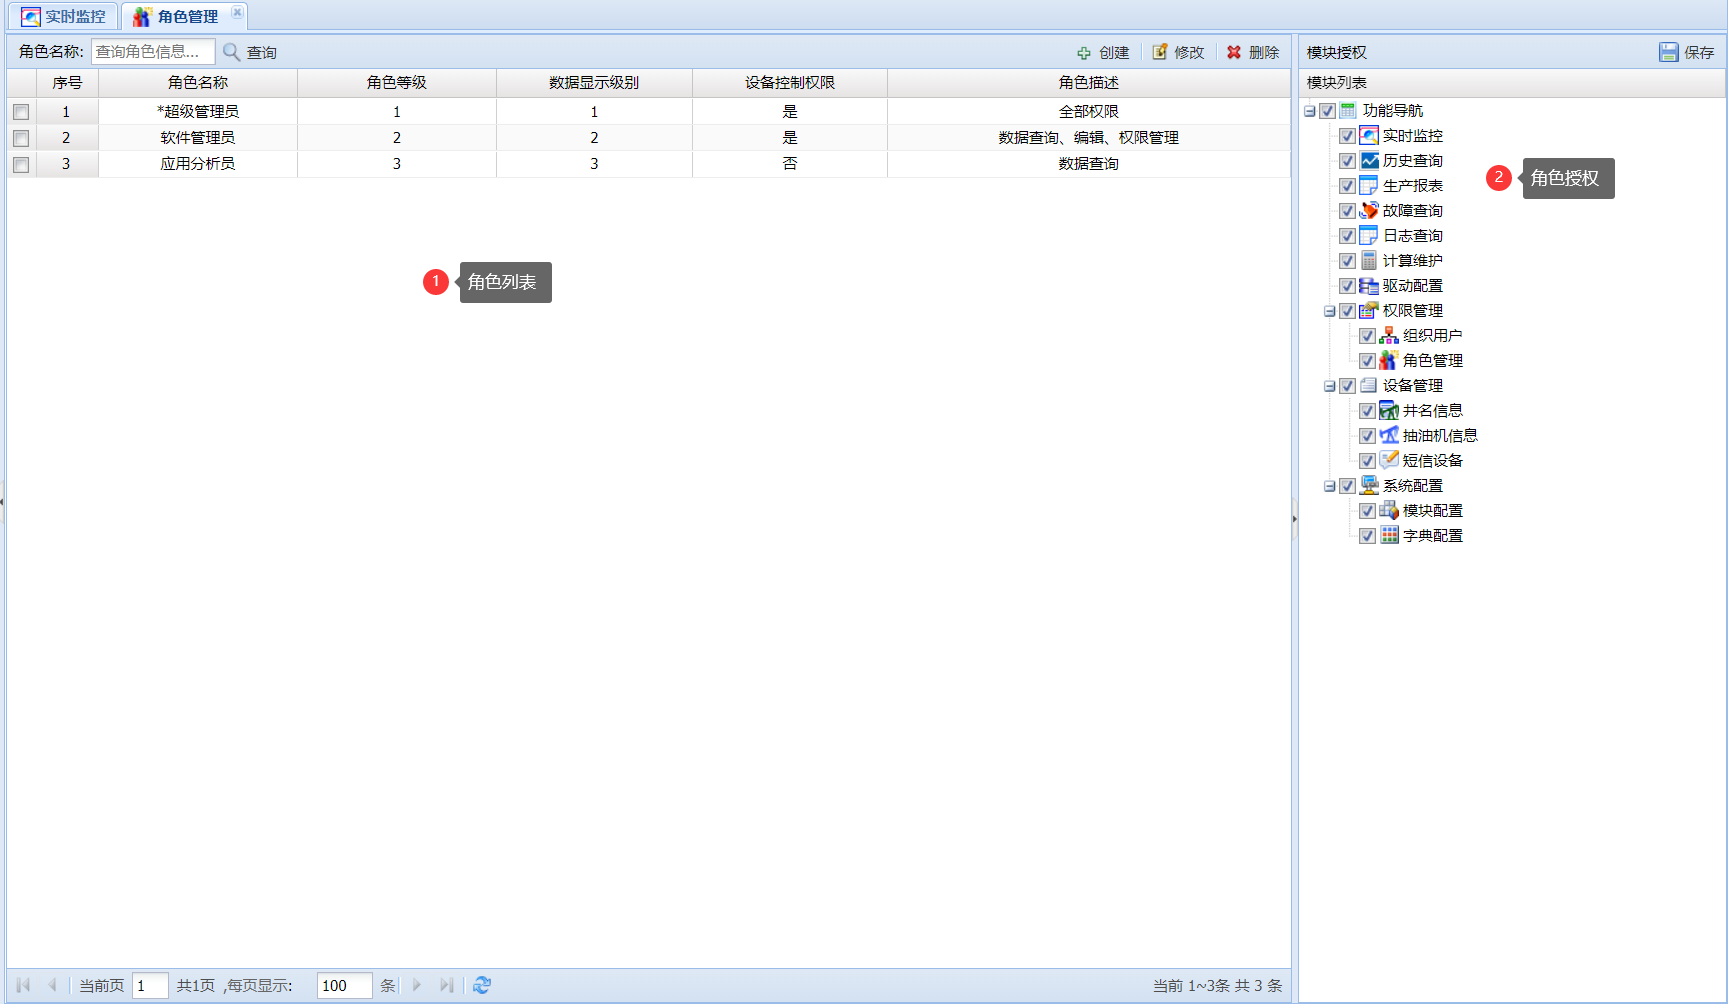 实时监控 角色管理
角色名称: 查询角色信息... 查询 创建 修改 删除
序号 角色名称 角色等级 数据显示级别 设备控制权限 角色描述
1 *超级管理员 1 1 是 全部权限
2 软件管理员 2 2 是 数据查询、编辑、权限管理
3 应用分析员 3 3 否 数据查询
1 角色列表
当前页 1 共1页 ,每页显示: 100 条 当前 1~3条 共 3 条
模块授权 保存
模块列表
功能导航
实时监控
历史查询
生产报表
故障查询
日志查询
计算维护
驱动配置
权限管理
组织用户
角色管理
设备管理
井名信息
抽油机信息
短信设备
系统配置
模块配置
字典配置
2 角色授权